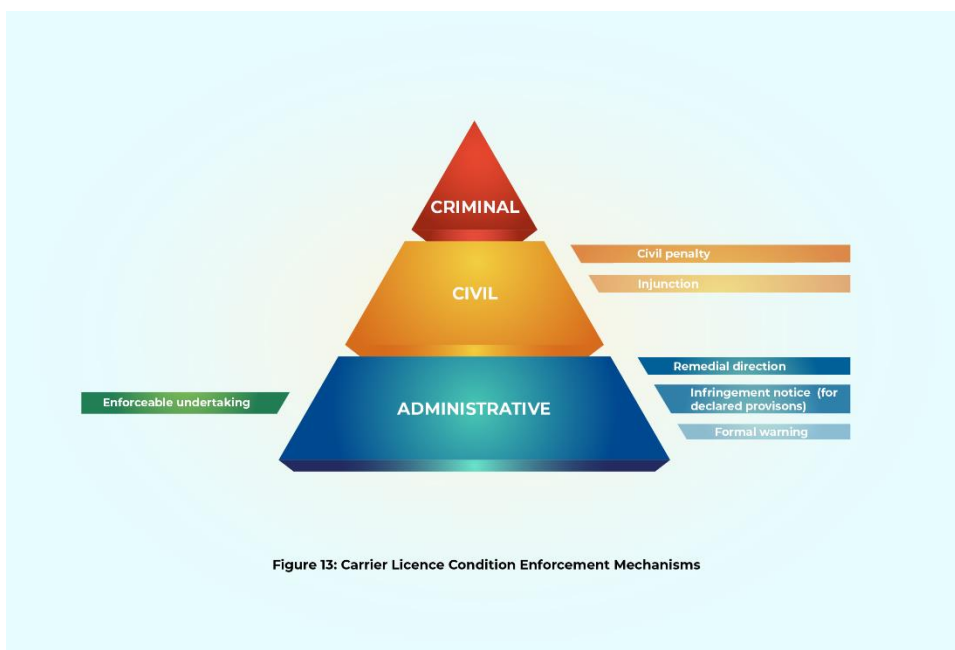 CRIMINAL
Civil penalty
CIVIL
Injunction
Remedial direction
Enforceable undertaking
ADMINISTRATIVE
Infringement notice (for
declared provisons)
Formal warning
Figure 13: Carrier Licence Condition Enforcement Mechanisms